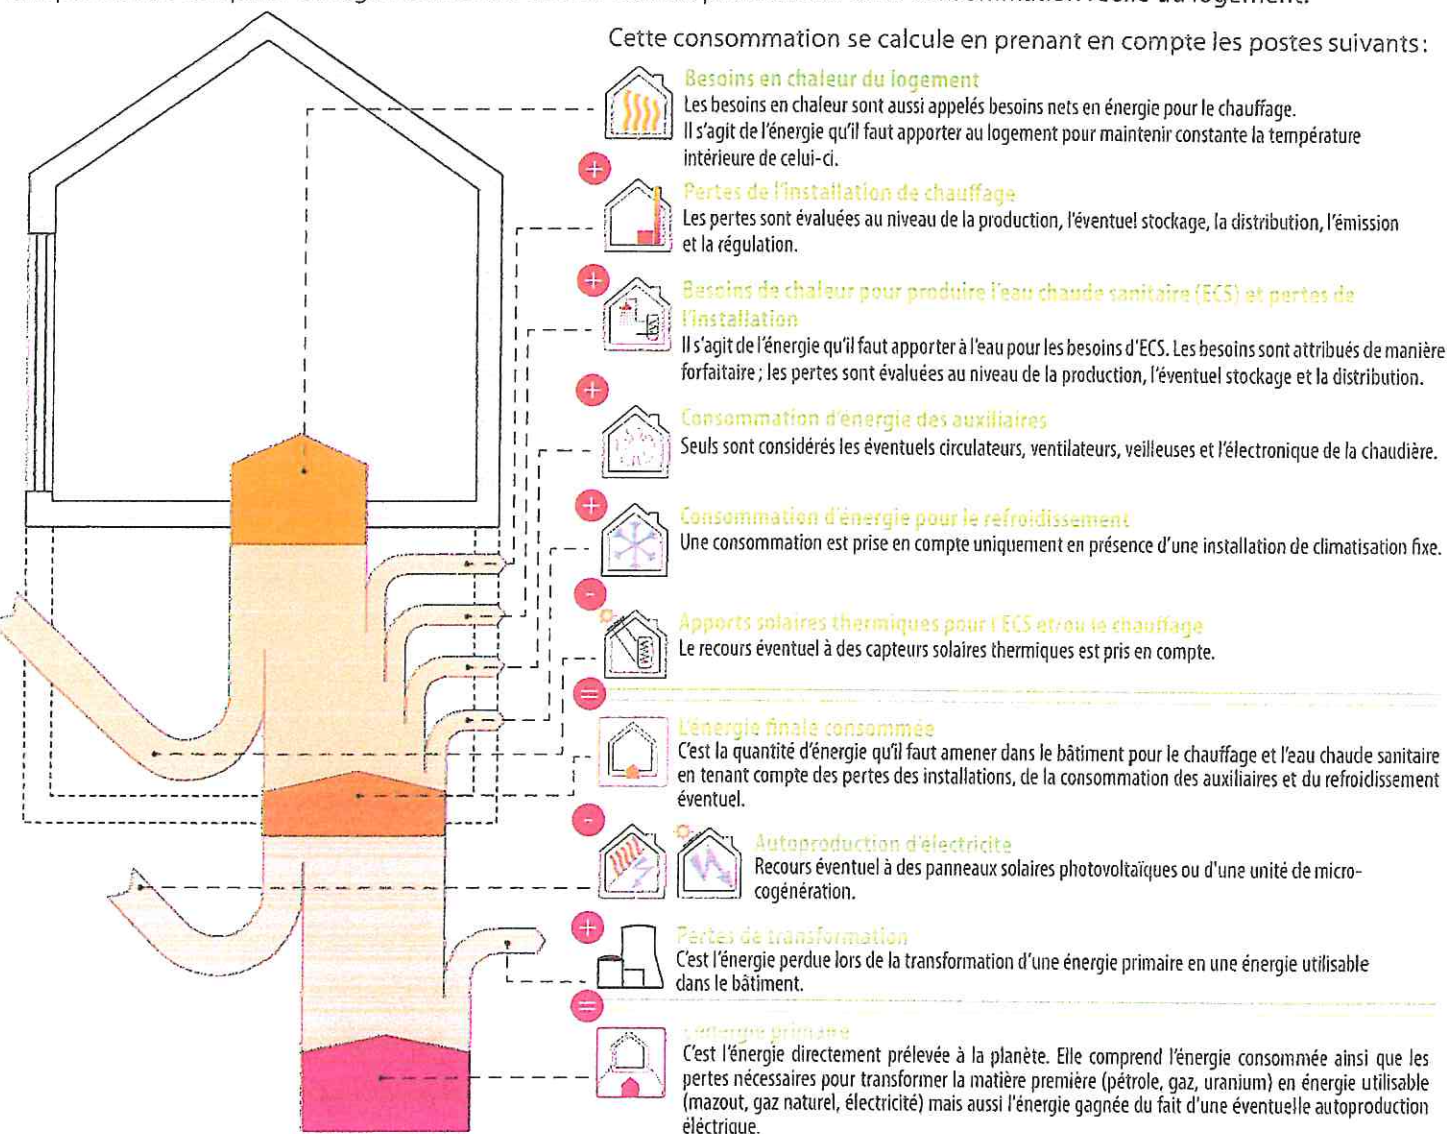 consommation réelle du logement.
Cette consommation se calcule en prenant en compte les postes suivants :
Besoins en chaleur du logement
Les besoins en chaleur sont aussi appelés besoins nets en énergie pour le chauffage.
Il s'agit de l'énergie qu'il faut apporter au logement pour maintenir constante la température
intérieure de celui-ci.
+
Pertes de l'installation de chauffage
Les pertes sont évaluées au niveau de la production, l'éventuel stockage, la distribution, l'émission
et la régulation.
+
Besoins de chaleur pour produire l'eau chaude sanitaire (ECS) et pertes de
l'installation
Il s'agit de l'énergie qu'il faut apporter à l'eau pour les besoins d'ECS. Les besoins sont attribués de manière
forfaitaire ; les pertes sont évaluées au niveau de la production, l'éventuel stockage et la distribution.
+
Consommation d'énergie des auxiliaires
Seuls sont considérés les éventuels circulateurs, ventilateurs, veilleuses et l'électronique de la chaudière.
+
Consommation d'énergie pour le refroidissement
Une consommation est prise en compte uniquement en présence d'une installation de climatisation fixe.
-
Apports solaires thermiques pour l'ECS et/ou le chauffage
Le recours éventuel à des capteurs solaires thermiques est pris en compte.
=
L'énergie finale consommée
C'est la quantité d'énergie qu'il faut amener dans le bâtiment pour le chauffage et l'eau chaude sanitaire
en tenant compte des pertes des installations, de la consommation des auxiliaires et du refroidissement
éventuel.
-
Autoproduction d'électricité
Recours éventuel à des panneaux solaires photovoltaïques ou d'une unité de micro-
cogénération.
+
Pertes de transformation
C'est l'énergie perdue lors de la transformation d'une énergie primaire en une énergie utilisable
dans le bâtiment.
=
L'énergie primaire
C'est l'énergie directement prélevée à la planète. Elle comprend l'énergie consommée ainsi que les
pertes nécessaires pour transformer la matière première (pétrole, gaz, uranium) en énergie utilisable
(mazout, gaz naturel, électricité) mais aussi l'énergie gagnée du fait d'une éventuelle autoproduction
éléctrique.